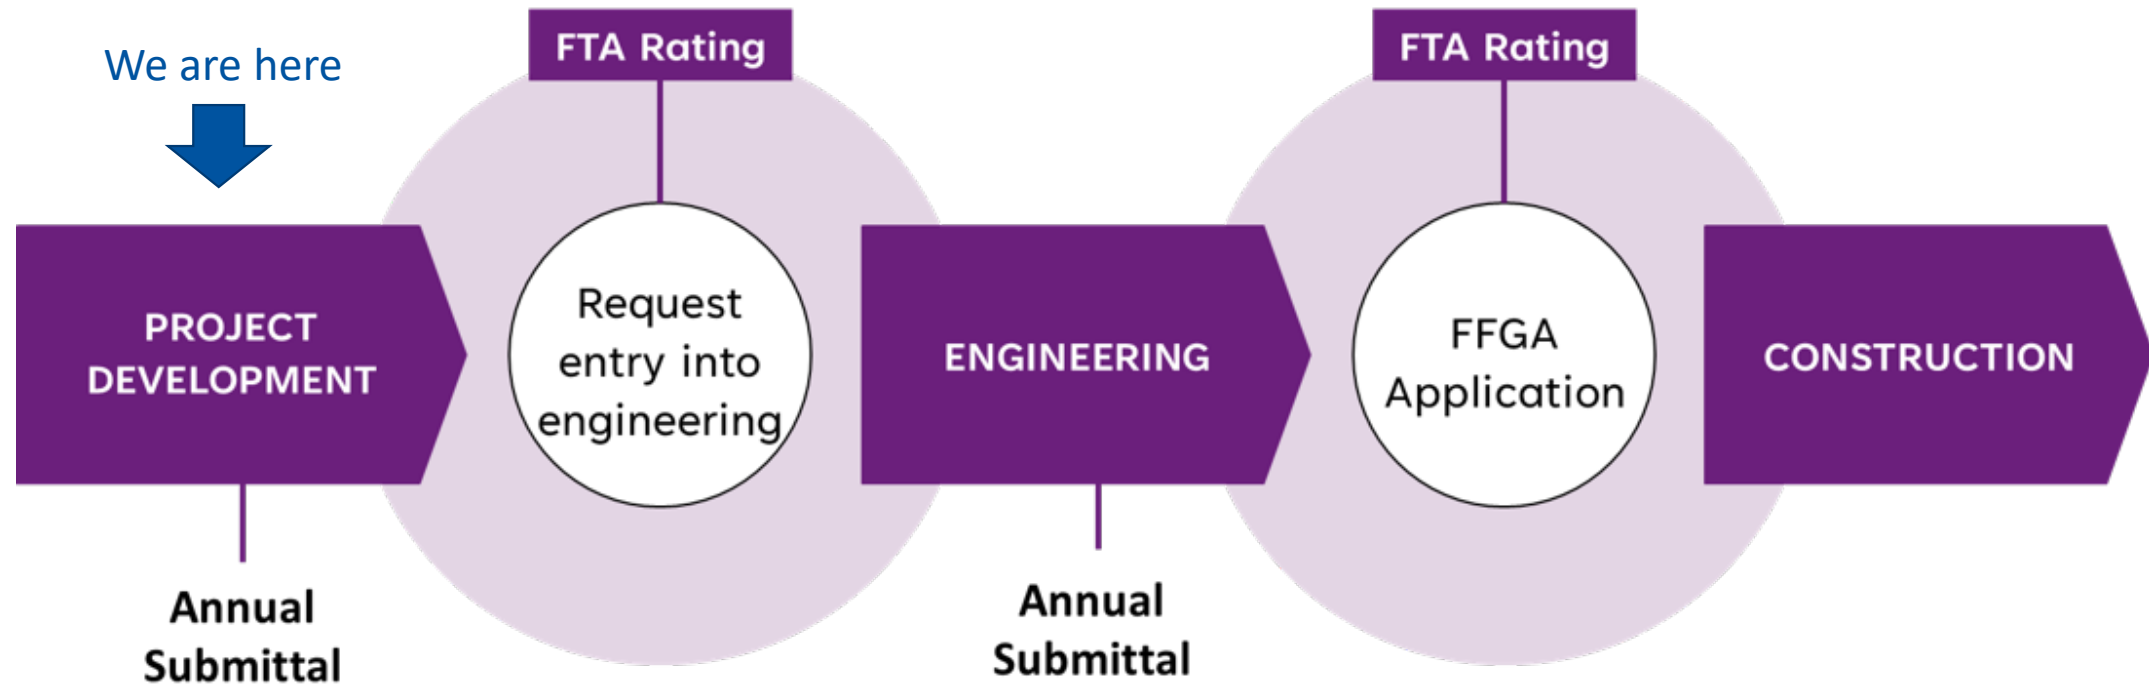 We are here
FTA Rating
FTA Rating
PROJECT
DEVELOPMENT
Request
entry into
engineering
ENGINEERING
FFGA
Application
CONSTRUCTION
Annual
Submittal
Annual
Submittal